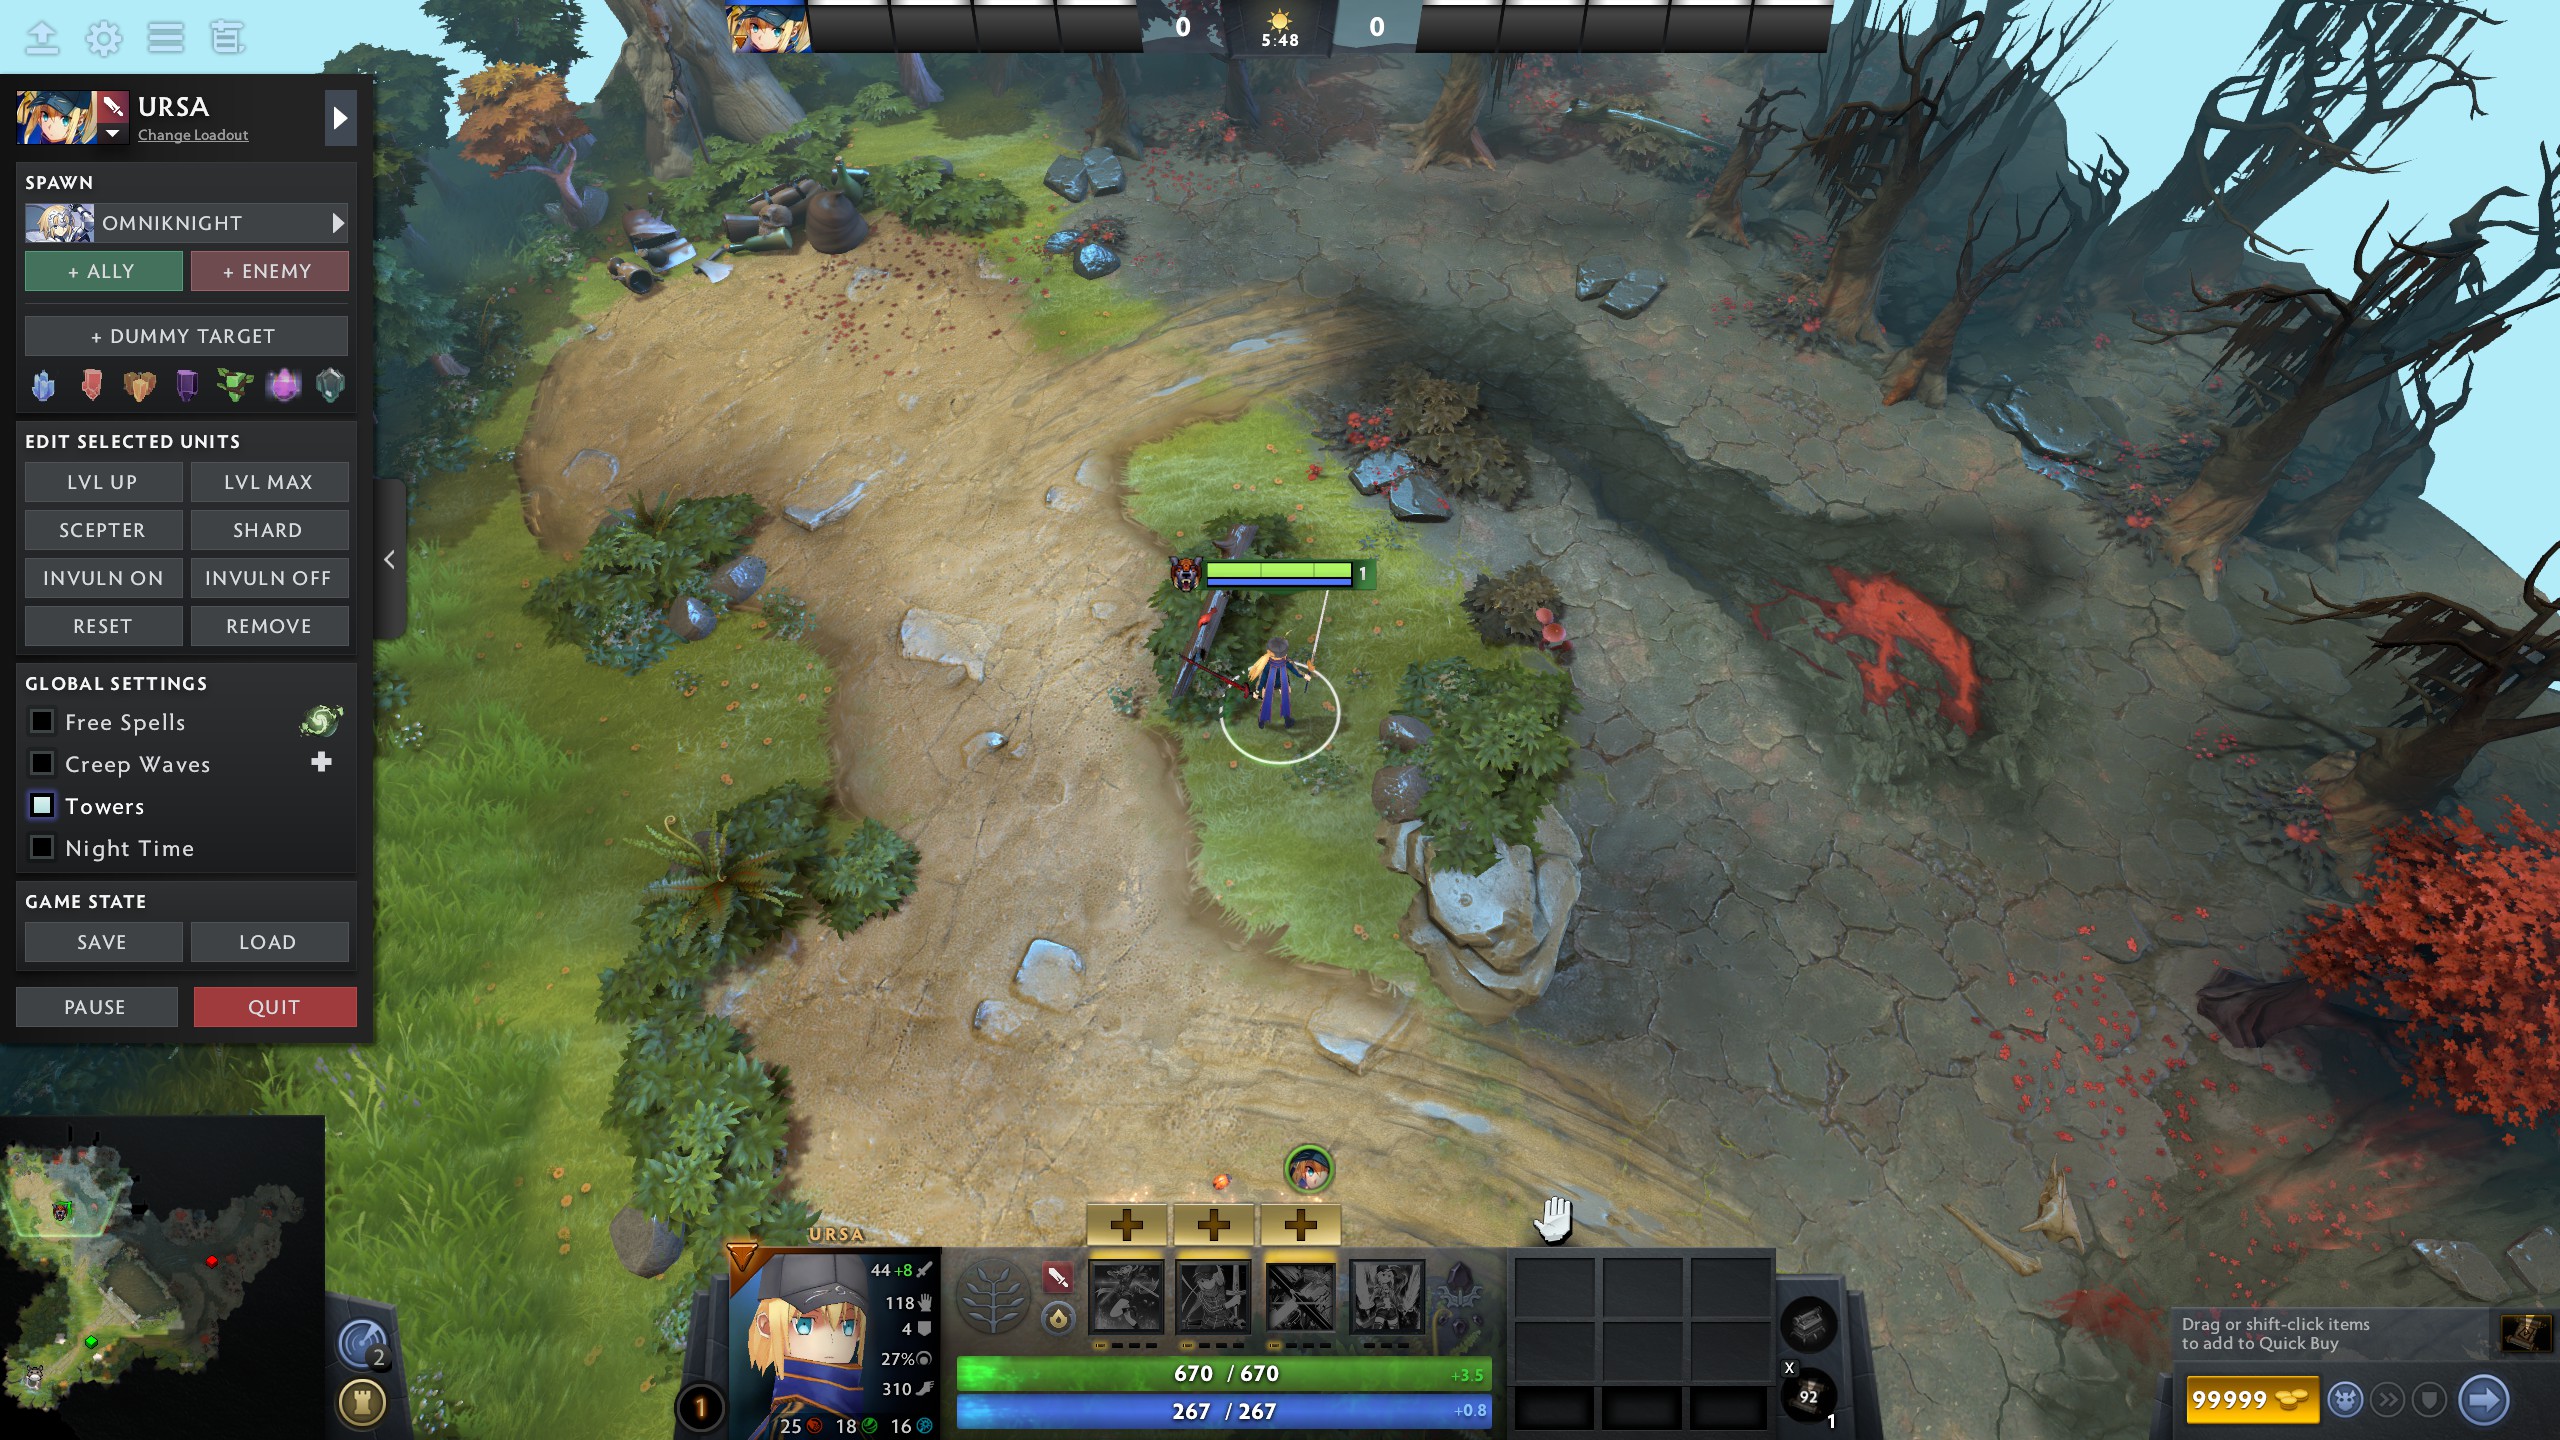 0
5:48
0
URSA
Change Loadout
SPAWN
OMNIKNIGHT
+ ALLY
+ ENEMY
+ DUMMY TARGET
EDIT SELECTED UNITS
LVL UP
LVL MAX
SCEPTER
SHARD
INVULN ON
INVULN OFF
RESET
REMOVE
GLOBAL SETTINGS
Free Spells
Creep Waves
Towers
Night Time
GAME STATE
SAVE
LOAD
PAUSE
QUIT
1
2
URSA
44 +8
118
4
27%
310
25 18 16
1
670 / 670
+3.5
267 / 267
+0.8
X
92
1
Drag or shift-click items
to add to Quick Buy
99999